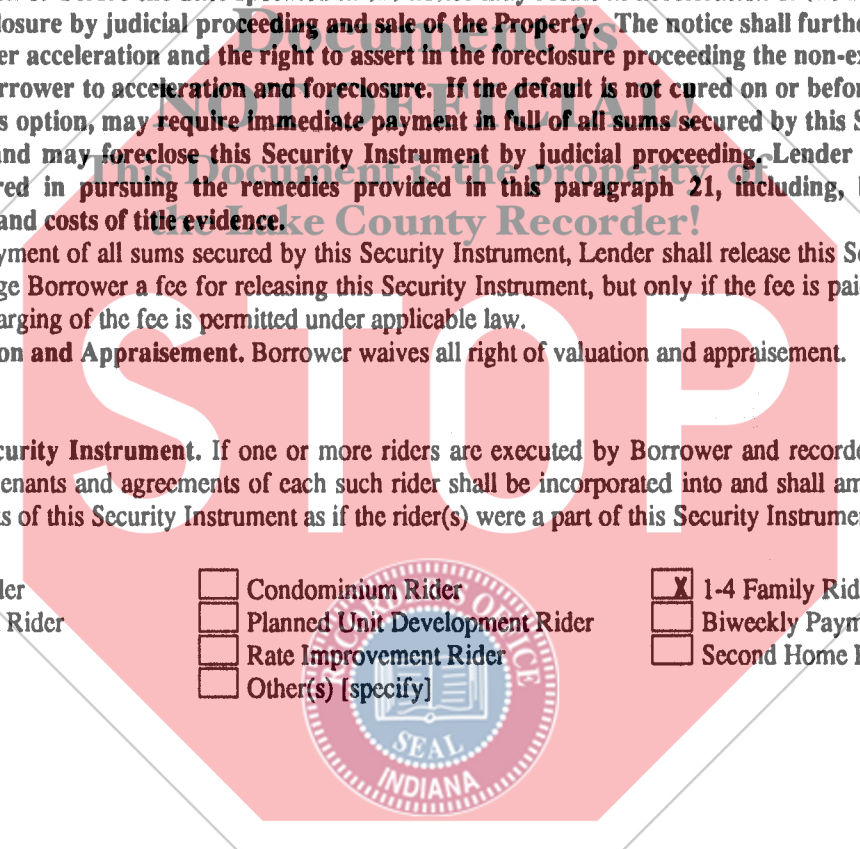 losure by judicial proceeding and sale of the Property. The notice shall furthe
er acceleration and the right to assert in the foreclosure proceeding the non-ex
rrower to acceleration and foreclosure. If the default is not cured on or befor
s option, may require immediate payment in full of all sums secured by this S
and may foreclose this Security Instrument by judicial proceeding. Lender
red in pursuing the remedies provided in this paragraph 21, including,
and costs of title evidence.
yment of all sums secured by this Security Instrument, Lender shall release this Se
ge Borrower a fee for releasing this Security Instrument, but only if the fee is pai
arging of the fee is permitted under applicable law.
on and Appraisement. Borrower waives all right of valuation and appraisement.
curity Instrument. If one or more riders are executed by Borrower and recorde
enants and agreements of each such rider shall be incorporated into and shall am
ts of this Security Instrument as if the rider(s) were a part of this Security Instrume
der Condominium Rider X 1-4 Family Rid
Rider Planned Unit Development Rider Biweekly Paym
Rate Improvement Rider Second Home
Other(s) [specify]
Document is
NOT OFFICIAL!
This Document is the property of
the Lake County Recorder!
STOP
RECORDER'S OFFICE
SEAL
INDIANA